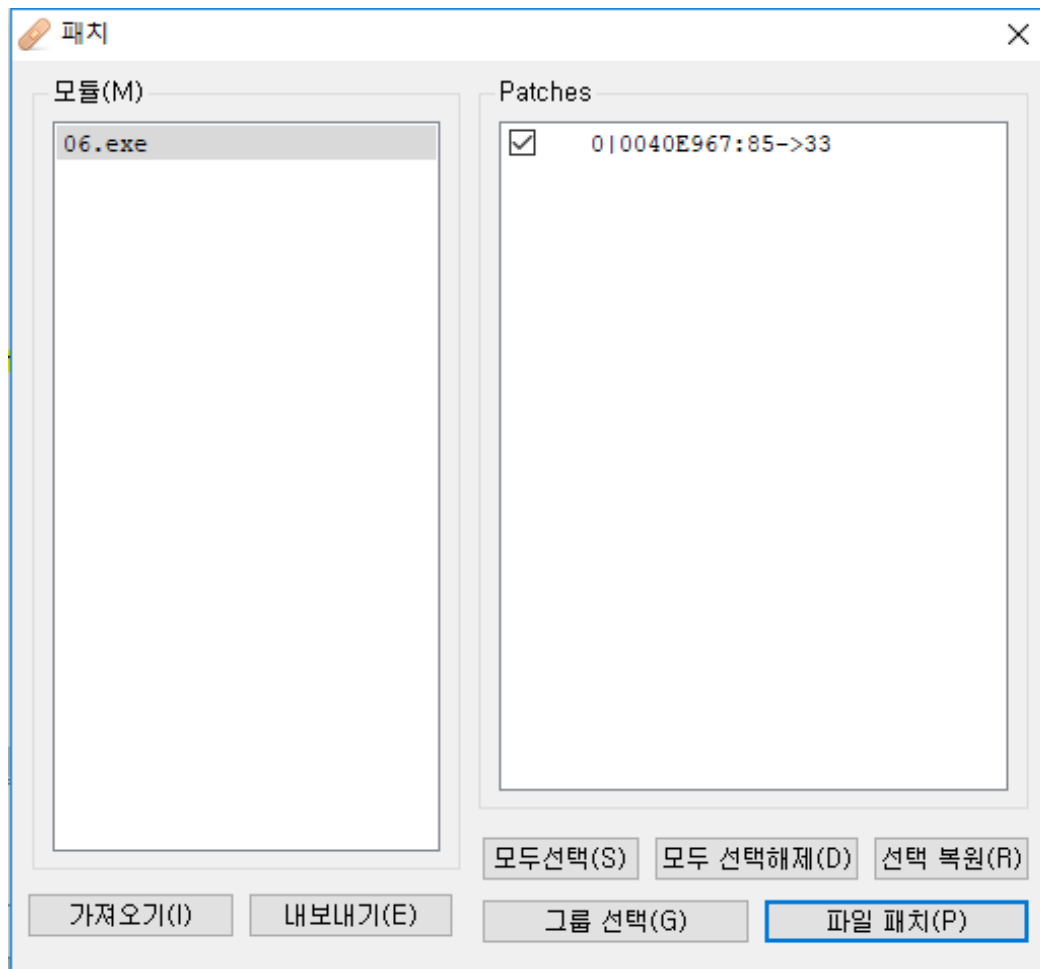 패치
모듈(M)
06.exe
Patches
0|0040E967:85->33
모두선택(S)
모두 선택해제(D)
선택 복원(R)
가져오기(I)
내보내기(E)
그룹 선택(G)
파일 패치(P)